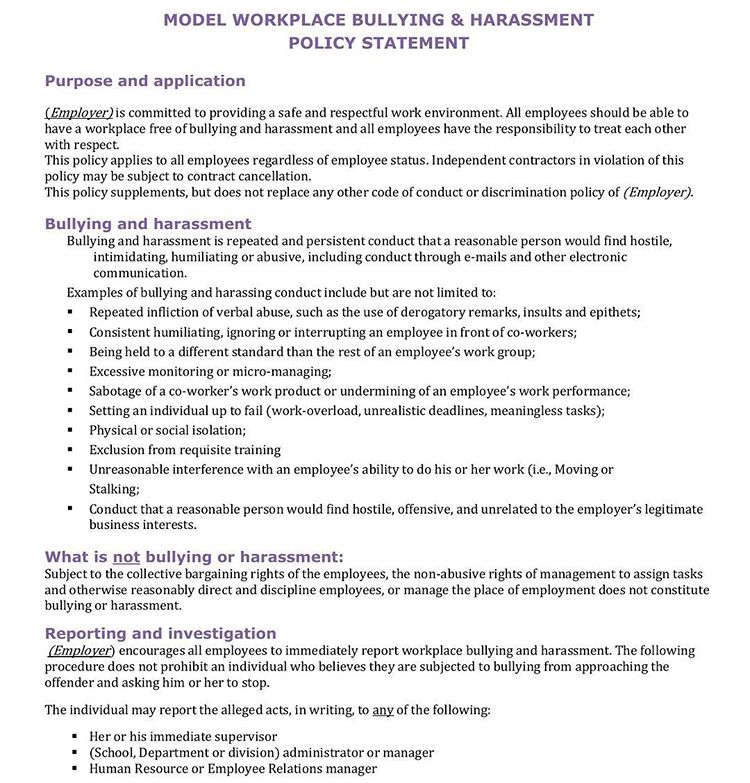 MODEL WORKPLACE BULLYING & HARASSMENT
POLICY STATEMENT
Purpose and application
(Employer) is committed to providing a safe and respectful work environment. All employees should be able to
have a workplace free of bullying and harassment and all employees have the responsibility to treat each other
with respect.
This policy applies to all employees regardless of employee status. Independent contractors in violation of this
policy may be subject to contract cancellation.
This policy supplements, but does not replace any other code of conduct or discrimination policy of (Employer).
Bullying and harassment
Bullying and harassment is repeated and persistent conduct that a reasonable person would find hostile,
intimidating, humiliating or abusive, including conduct through e-mails and other electronic
communication.
Examples of bullying and harassing conduct include but are not limited to:
▪ Repeated infliction of verbal abuse, such as the use of derogatory remarks, insults and epithets;
▪ Consistent humiliating, ignoring or interrupting an employee in front of co-workers;
▪ Being held to a different standard than the rest of an employee's work group;
▪ Excessive monitoring or micro-managing;
▪ Sabotage of a co-worker's work product or undermining of an employee's work performance;
▪ Setting an individual up to fail (work-overload, unrealistic deadlines, meaningless tasks);
▪ Physical or social isolation;
▪ Exclusion from requisite training
▪ Unreasonable interference with an employee's ability to do his or her work (i.e., Moving or
Stalking;
▪ Conduct that a reasonable person would find hostile, offensive, and unrelated to the employer's legitimate
business interests.
What is not bullying or harassment:
Subject to the collective bargaining rights of the employees, the non-abusive rights of management to assign tasks
and otherwise reasonably direct and discipline employees, or manage the place of employment does not constitute
bullying or harassment.
Reporting and investigation
(Employer) encourages all employees to immediately report workplace bullying and harassment. The following
procedure does not prohibit an individual who believes they are subjected to bullying from approaching the
offender and asking him or her to stop.
The individual may report the alleged acts, in writing, to any of the following:
▪ Her or his immediate supervisor
▪ (School, Department or division) administrator or manager
▪ Human Resource or Employee Relations manager